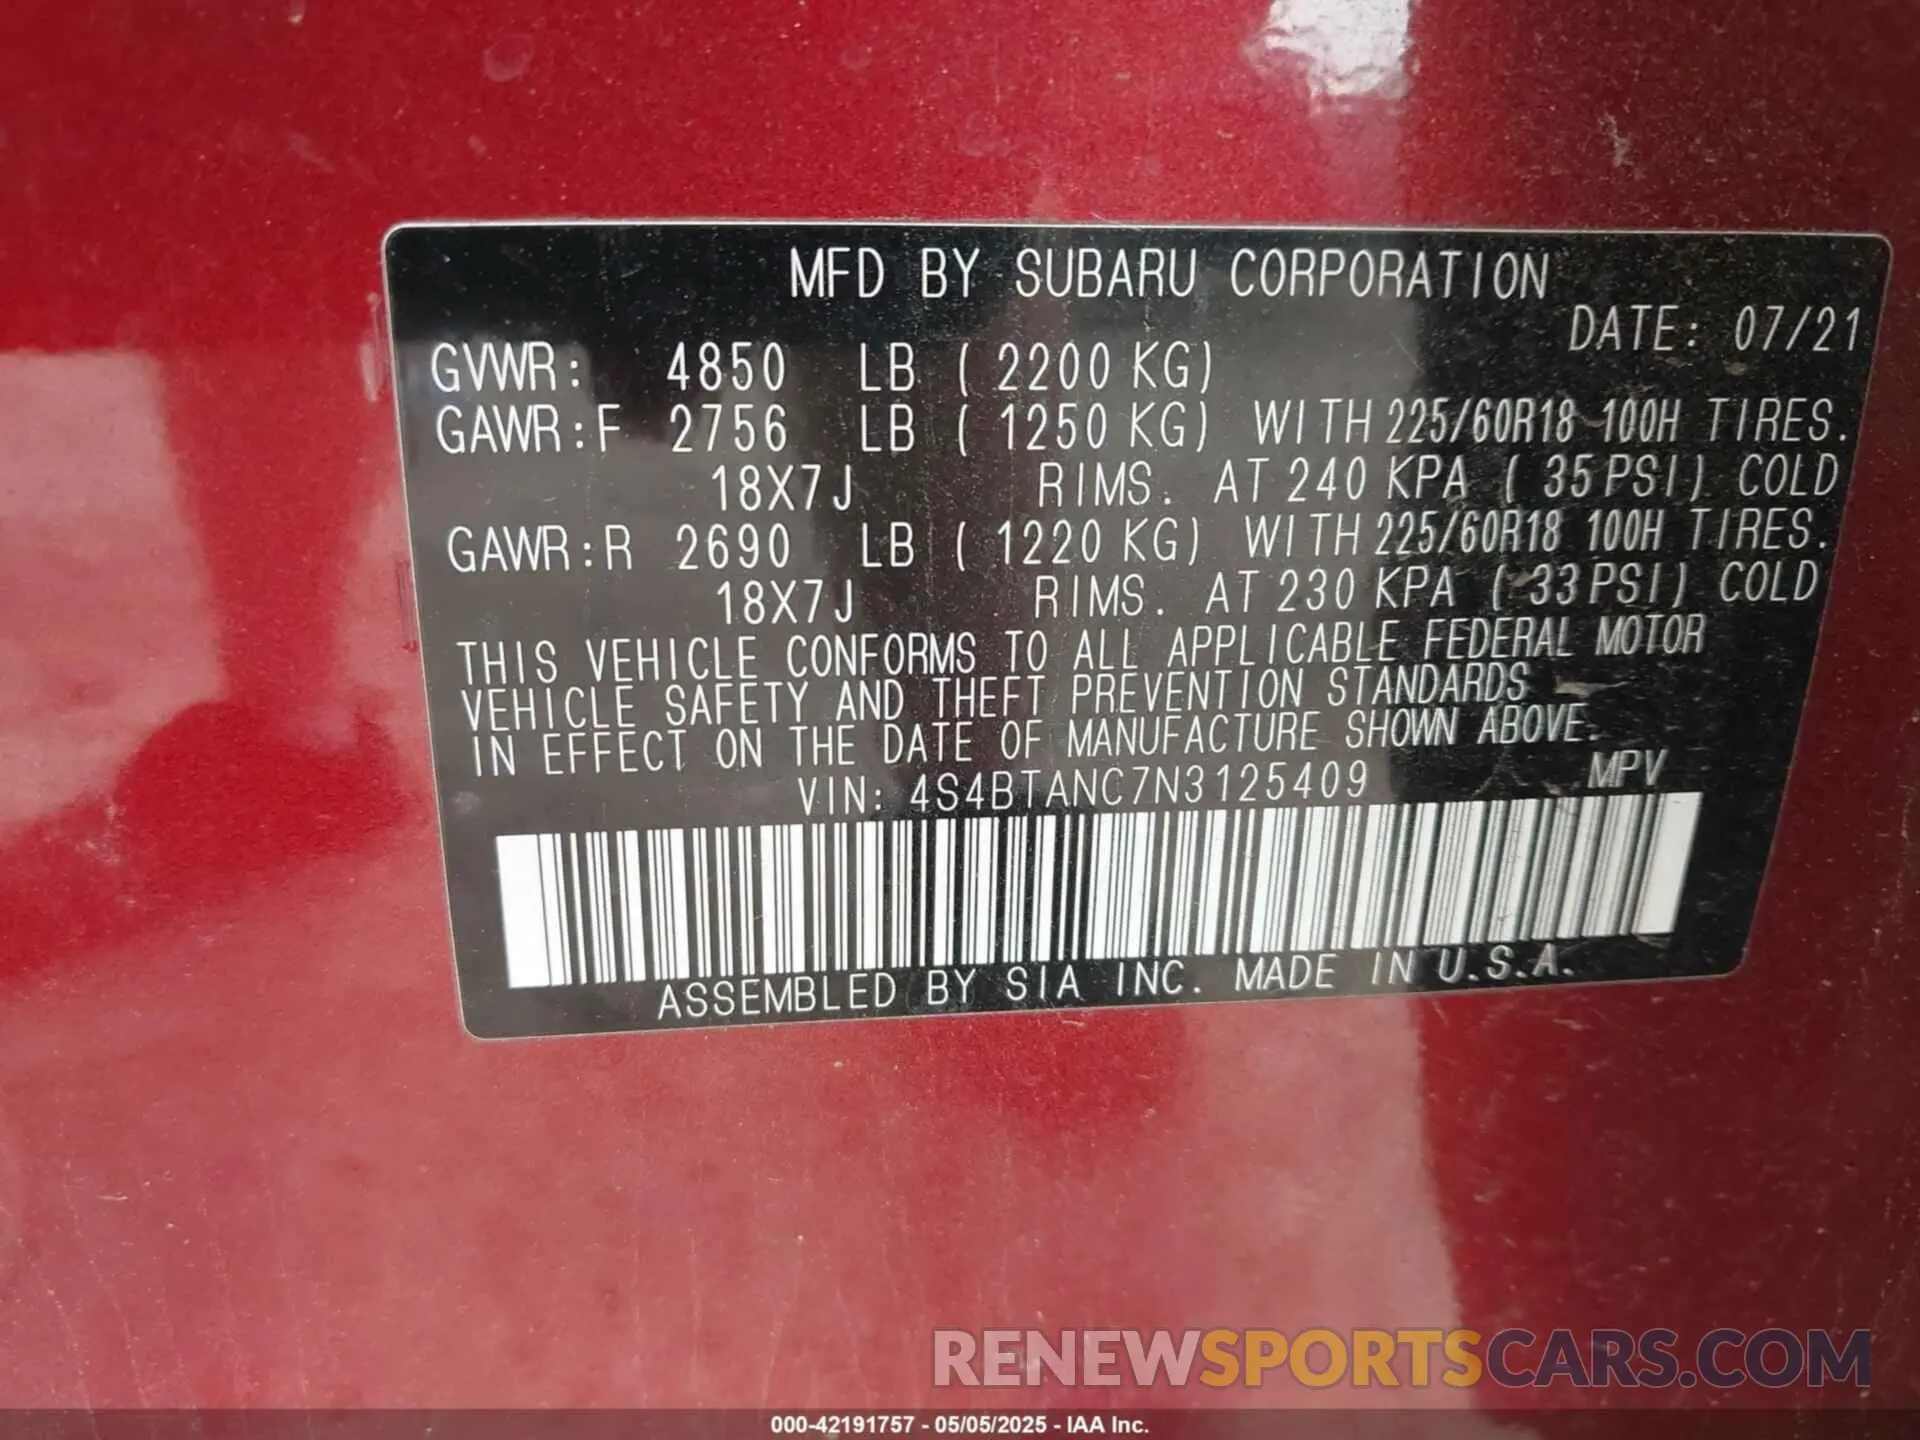 MFD BY SUBARU CORPORATION
DATE: 07/21
GVWR: 4850 LB ( 2200 KG)
GAWR:F 2756 LB ( 1250 KG) WITH 225/60R18 100H TIRES.
18X7J RIMS. AT 240 KPA ( 35 PSI) COLD
GAWR:R 2690 LB ( 1220 KG) WITH 225/60R18 100H TIRES.
18X7J RIMS. AT 230 KPA ( 33 PSI) COLD
THIS VEHICLE CONFORMS TO ALL APPLICABLE FEDERAL MOTOR
VEHICLE SAFETY AND THEFT PREVENTION STANDARDS
IN EFFECT ON THE DATE OF MANUFACTURE SHOWN ABOVE.
VIN: 4S4BTANC7N3125409 MPV
ASSEMBLED BY SIA INC. MADE IN U.S.A.
RENEWSPORTSCARS.COM
000-42191757 - 05/05/2025 - IAA Inc.